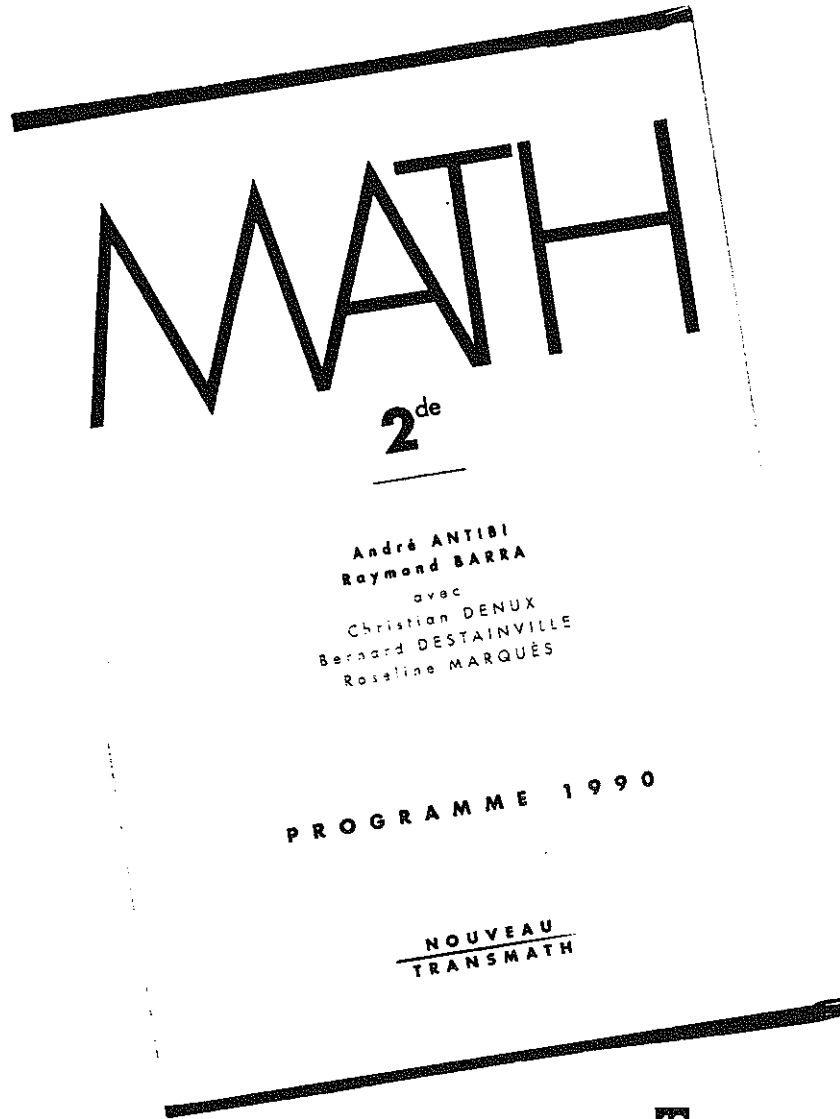 MATH
2de
André ANTIBI
Raymond BARRA
avec
Christian DENUX
Bernard DESTAINVILLE
Roseline MARQUÈS
PROGRAMME 1990
NOUVEAU
TRANSMATH